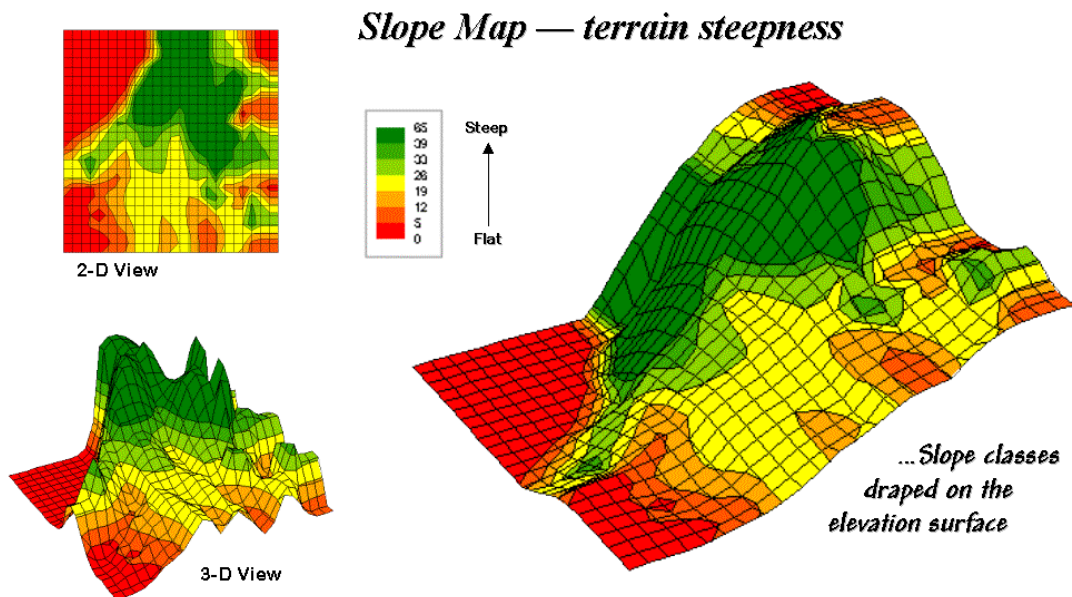 Slope Map — terrain steepness
2-D View
65
39
33
26
19
12
5
0
Steep
Flat
3-D View
...Slope classes
draped on the
elevation surface